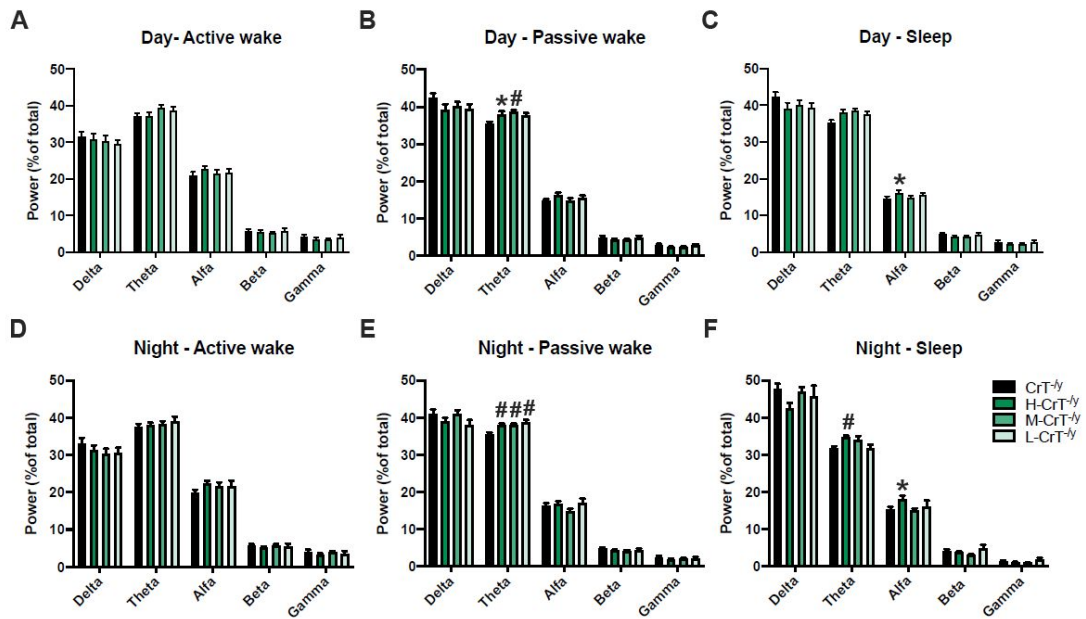 A
Day- Active wake
Power (%of total)
50
40
30
20
10
0
Delta
Theta
Alfa
Beta
Gamma
B
Day - Passive wake
Power (%of total)
50
40
30
20
10
0
* #
Delta
Theta
Alfa
Beta
Gamma
C
Day - Sleep
Power (%of total)
50
40
30
20
10
0
*
Delta
Theta
Alfa
Beta
Gamma
D
Night - Active wake
Power (%of total)
50
40
30
20
10
0
Delta
Theta
Alfa
Beta
Gamma
E
Night - Passive wake
Power (%of total)
50
40
30
20
10
0
###
Delta
Theta
Alfa
Beta
Gamma
F
Night - Sleep
Power (%of total)
50
40
30
20
10
0
#
*
Delta
Theta
Alfa
Beta
Gamma
CrT-/y
H-CrT-/y
M-CrT-/y
L-CrT-/y